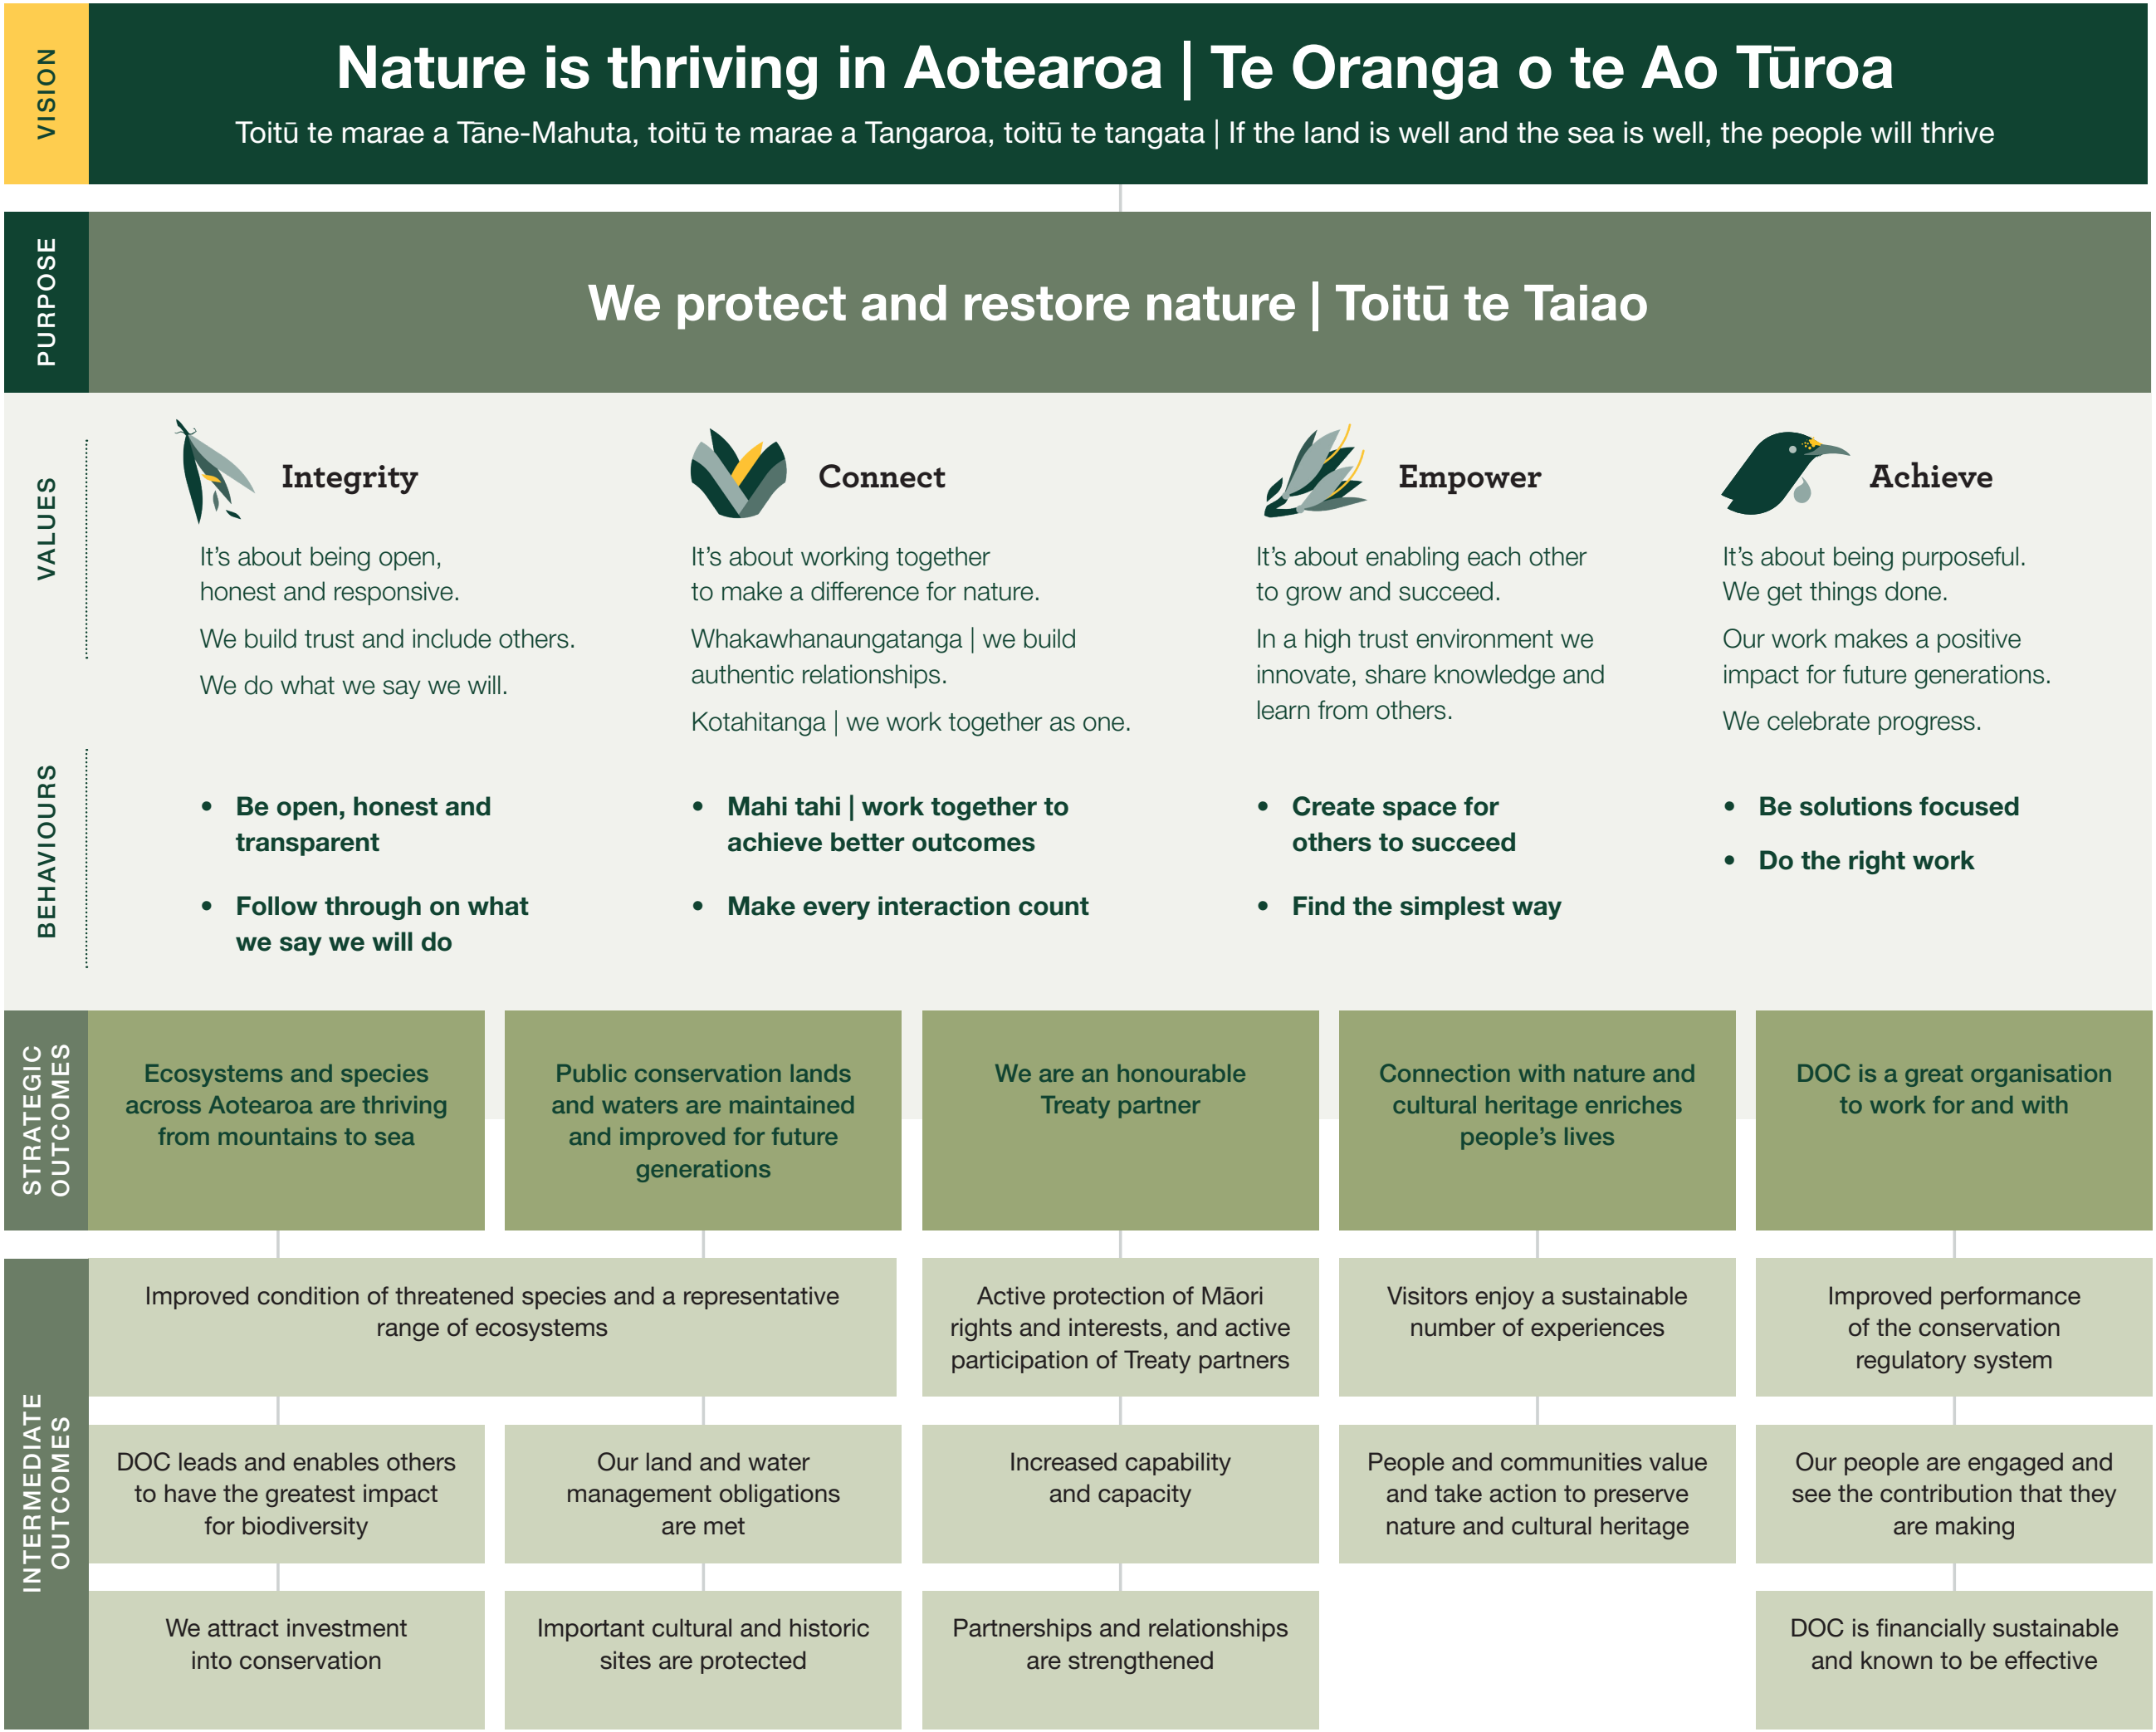 VISION
Nature is thriving in Aotearoa | Te Oranga o te Ao Tūroa
Toitū te marae a Tāne-Mahuta, toitū te marae a Tangaroa, toitū te tangata | If the land is well and the sea is well, the people will thrive
PURPOSE
We protect and restore nature | Toitū te Taiao
VALUES
Integrity
It’s about being open,
honest and responsive.
We build trust and include others.
We do what we say we will.
Connect
It’s about working together
to make a difference for nature.
Whakawhanaungatanga | we build
authentic relationships.
Kotahitanga | we work together as one.
Empower
It’s about enabling each other
to grow and succeed.
In a high trust environment we
innovate, share knowledge and
learn from others.
Achieve
It’s about being purposeful.
We get things done.
Our work makes a positive
impact for future generations.
We celebrate progress.
BEHAVIOURS
• Be open, honest and
transparent
• Follow through on what
we say we will do
• Mahi tahi | work together to
achieve better outcomes
• Make every interaction count
• Create space for
others to succeed
• Find the simplest way
• Be solutions focused
• Do the right work
STRATEGIC
OUTCOMES
Ecosystems and species
across Aotearoa are thriving
from mountains to sea
Public conservation lands
and waters are maintained
and improved for future
generations
We are an honourable
Treaty partner
Connection with nature and
cultural heritage enriches
people’s lives
DOC is a great organisation
to work for and with
INTERMEDIATE
OUTCOMES
Improved condition of threatened species and a representative
range of ecosystems
Active protection of Māori
rights and interests, and active
participation of Treaty partners
Visitors enjoy a sustainable
number of experiences
Improved performance
of the conservation
regulatory system
DOC leads and enables others
to have the greatest impact
for biodiversity
Our land and water
management obligations
are met
Increased capability
and capacity
People and communities value
and take action to preserve
nature and cultural heritage
Our people are engaged and
see the contribution that they
are making
We attract investment
into conservation
Important cultural and historic
sites are protected
Partnerships and relationships
are strengthened
DOC is financially sustainable
and known to be effective